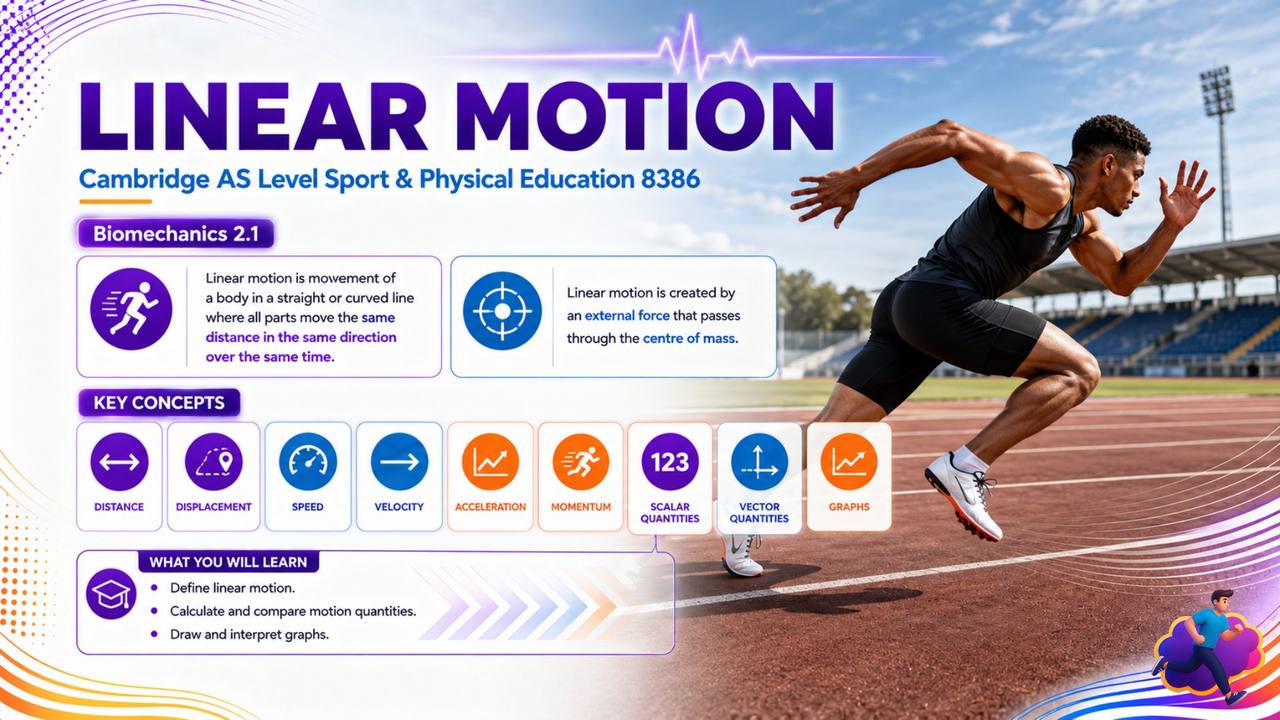 LINEAR MOTION
Cambridge AS Level Sport & Physical Education 8386
Biomechanics 2.1
Linear motion is movement of
a body in a straight or curved line
where all parts move the same
distance in the same direction
over the same time.
Linear motion is created by
an external force that passes
through the centre of mass.
KEY CONCEPTS
DISTANCE
DISPLACEMENT
SPEED
VELOCITY
ACCELERATION
MOMENTUM
123
SCALAR
QUANTITIES
VECTOR
QUANTITIES
GRAPHS
WHAT YOU WILL LEARN
• Define linear motion.
• Calculate and compare motion quantities.
• Draw and interpret graphs.